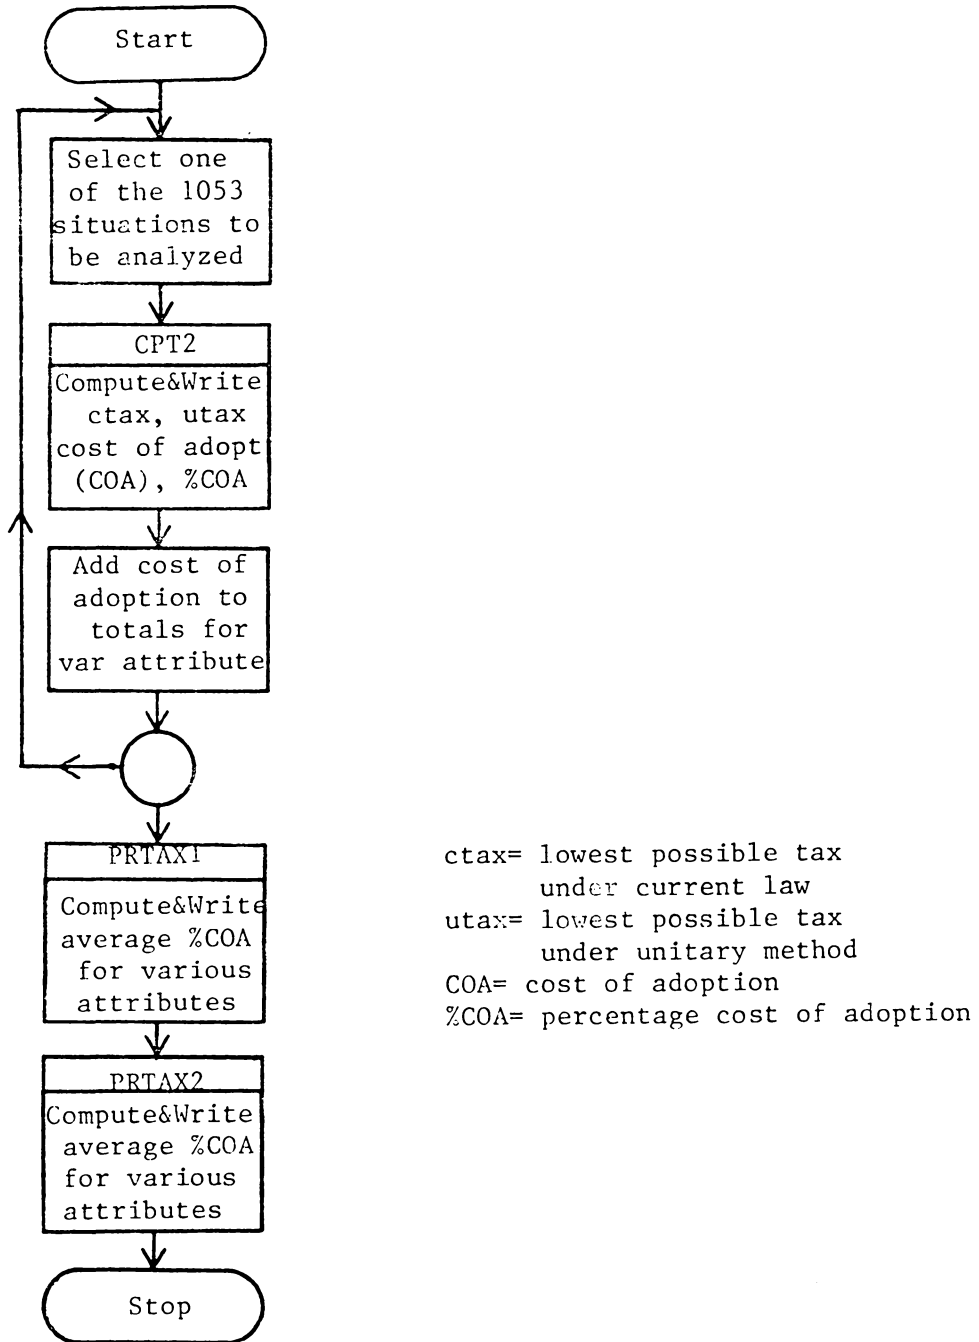 Start
Select one
of the 1053
situations to
be analyzed
CPT2
Compute&Write
ctax, utax
cost of adopt
(COA), %COA
Add cost of
adoption to
totals for
var attribute
PRTAX1
Compute&Write
average %COA
for various
attributes
PRTAX2
Compute&Write
average %COA
for various
attributes
Stop
ctax= lowest possible tax
under current law
utax= lowest possible tax
under unitary method
COA= cost of adoption
%COA= percentage cost of adoption